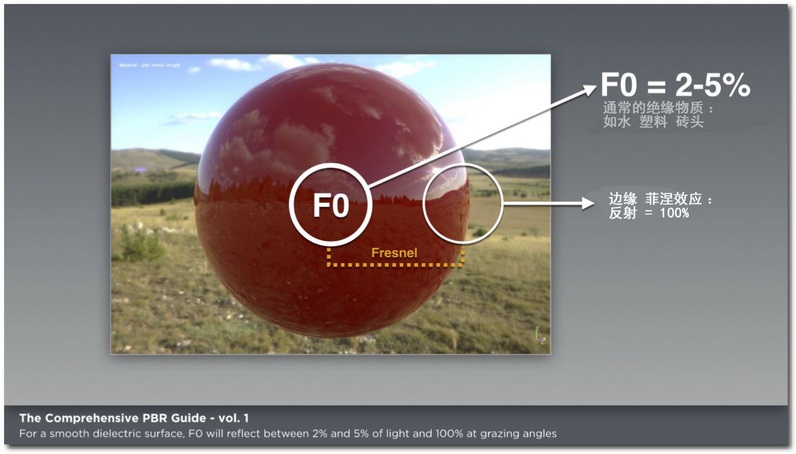 Material - pbr-metal-rough
F0 = 2-5%
通常的绝缘物质：
如水 塑料 砖头
F0
边缘 菲涅效应：
反射 = 100%
Fresnel
The Comprehensive PBR Guide - vol. 1
For a smooth dielectric surface, F0 will reflect between 2% and 5% of light and 100% at grazing angles